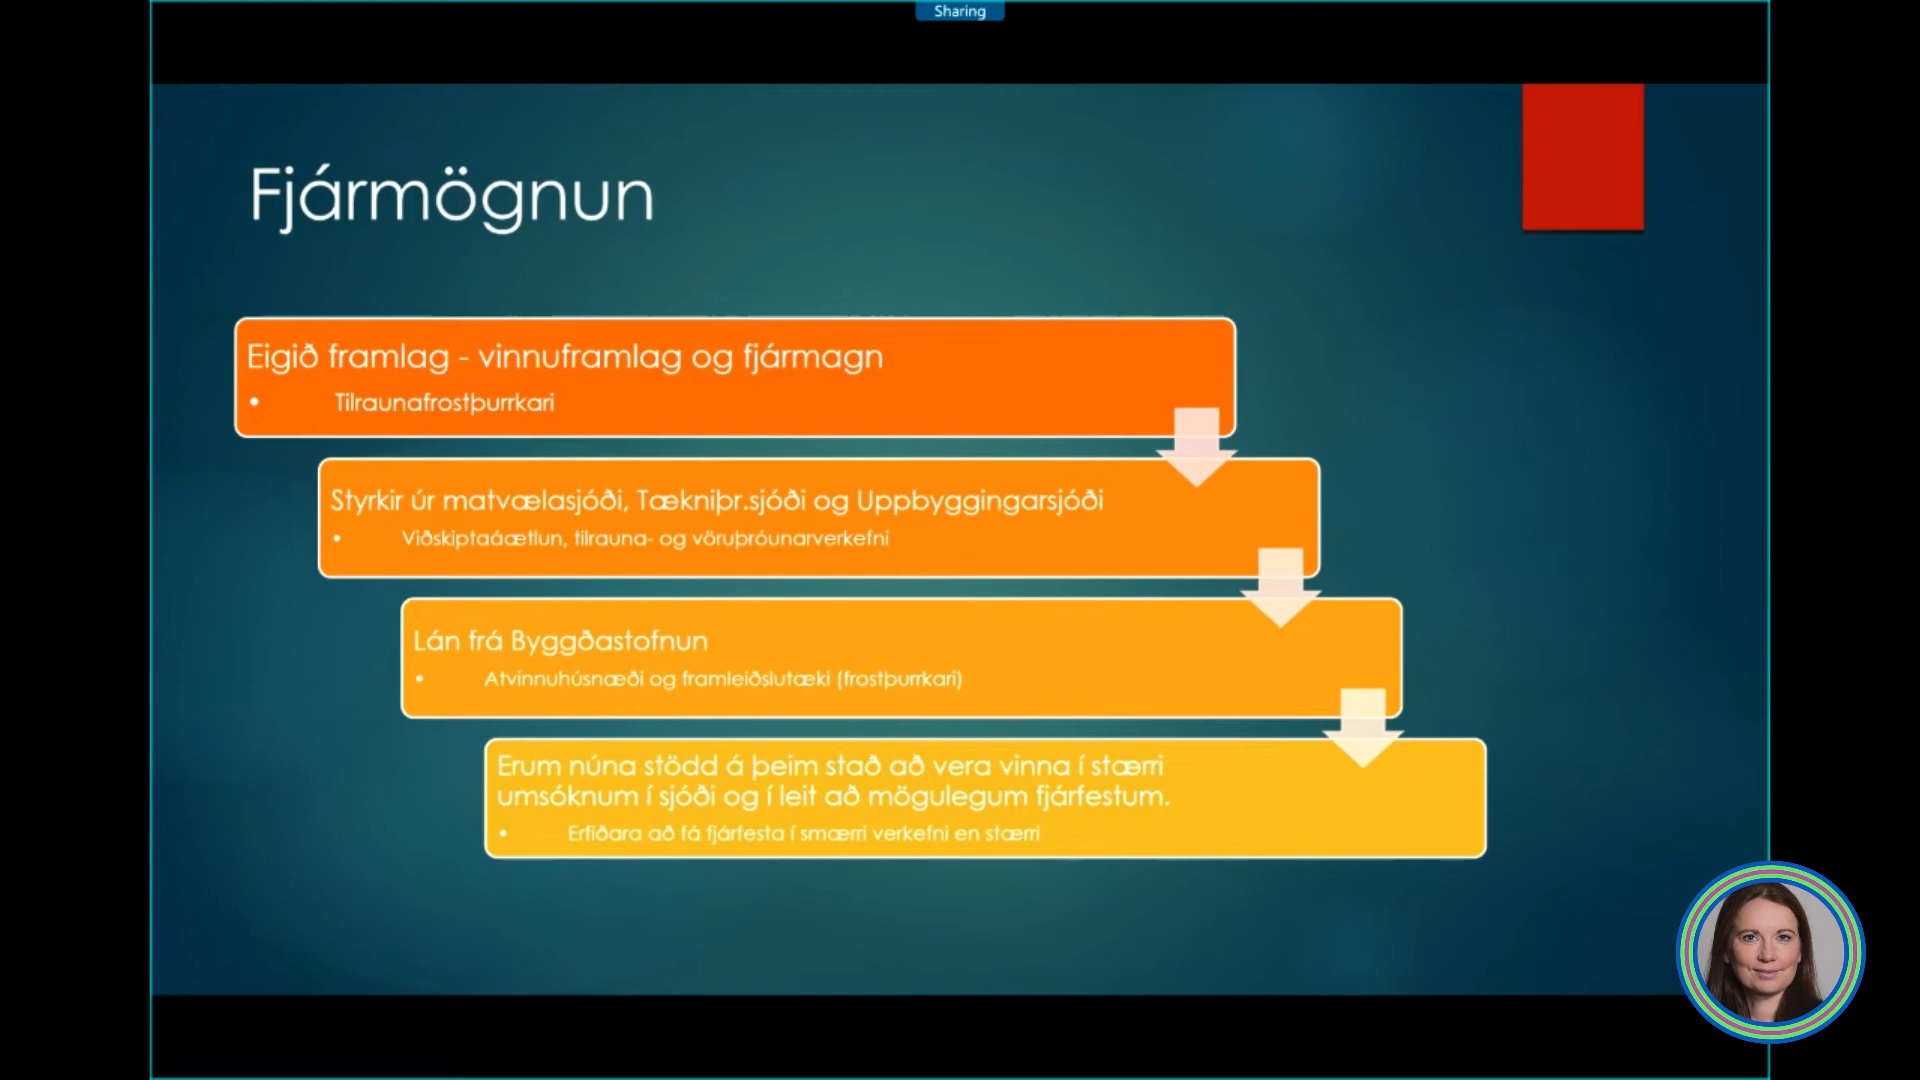 Sharing
Fjármögnun
Eigið framlag - vinnuframlag og fjármagn
• Tilraunafrostþurrkari
Styrkir úr matvælasjóði, Tækniþr.sjóði og Uppbyggingarsjóði
• Viðskiptaáætlun, tilrauna- og vöruþróunarverkefni
Lán frá Byggðastofnun
• Atvinnuhúsnæði og framleiðslutæki (frostþurrkari)
Erum núna stödd á þeim stað að vera vinna í stærri
umsóknum í sjóði og í leit að mögulegum fjárfestum.
• Erfiðara að fá fjárfesta í smærri verkefni en stærri